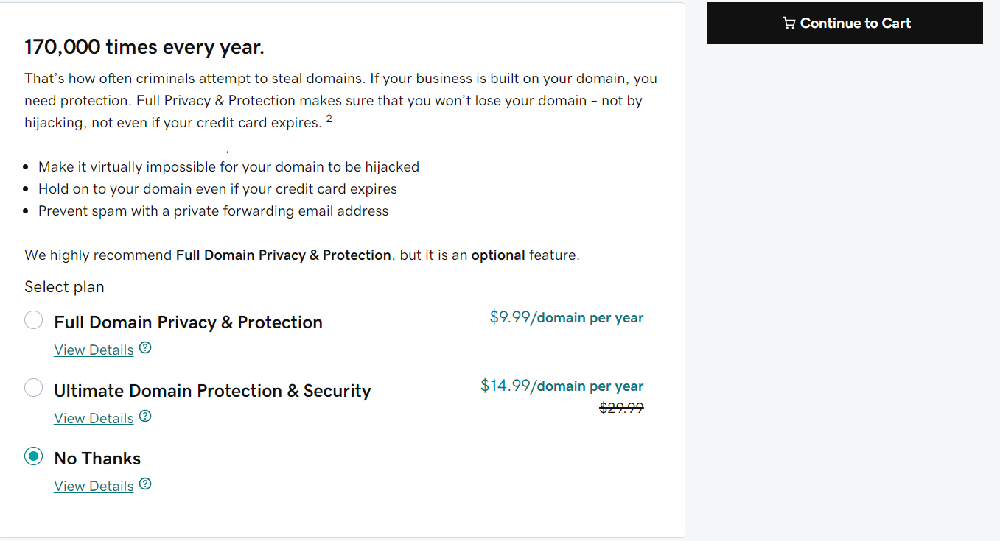 Continue to Cart
170,000 times every year.
That’s how often criminals attempt to steal domains. If your business is built on your domain, you
need protection. Full Privacy & Protection makes sure that you won’t lose your domain – not by
hijacking, not even if your credit card expires. 2
Make it virtually impossible for your domain to be hijacked
Hold on to your domain even if your credit card expires
Prevent spam with a private forwarding email address
We highly recommend Full Domain Privacy & Protection, but it is an optional feature.
Select plan
Full Domain Privacy & Protection $9.99/domain per year
View Details ?
Ultimate Domain Protection & Security $14.99/domain per year
$29.99
View Details ?
No Thanks
View Details ?